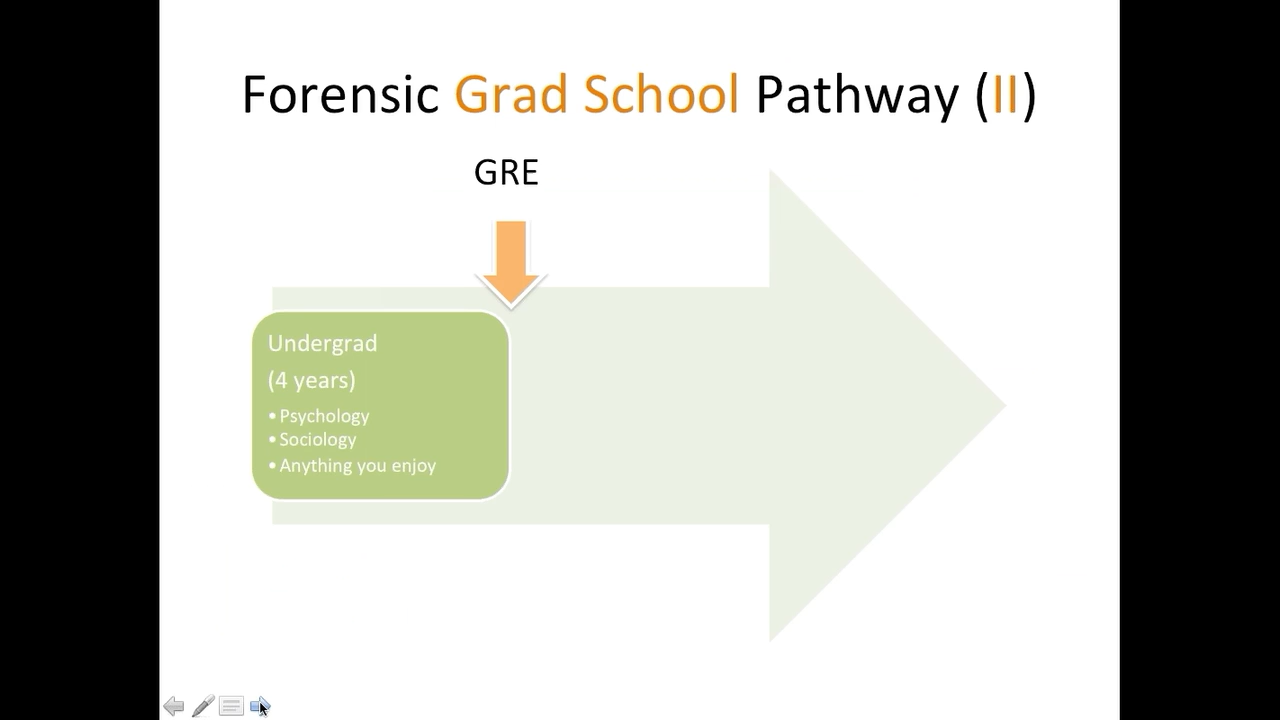 Forensic Grad School Pathway (II)
GRE
Undergrad
(4 years)
• Psychology
• Sociology
• Anything you enjoy